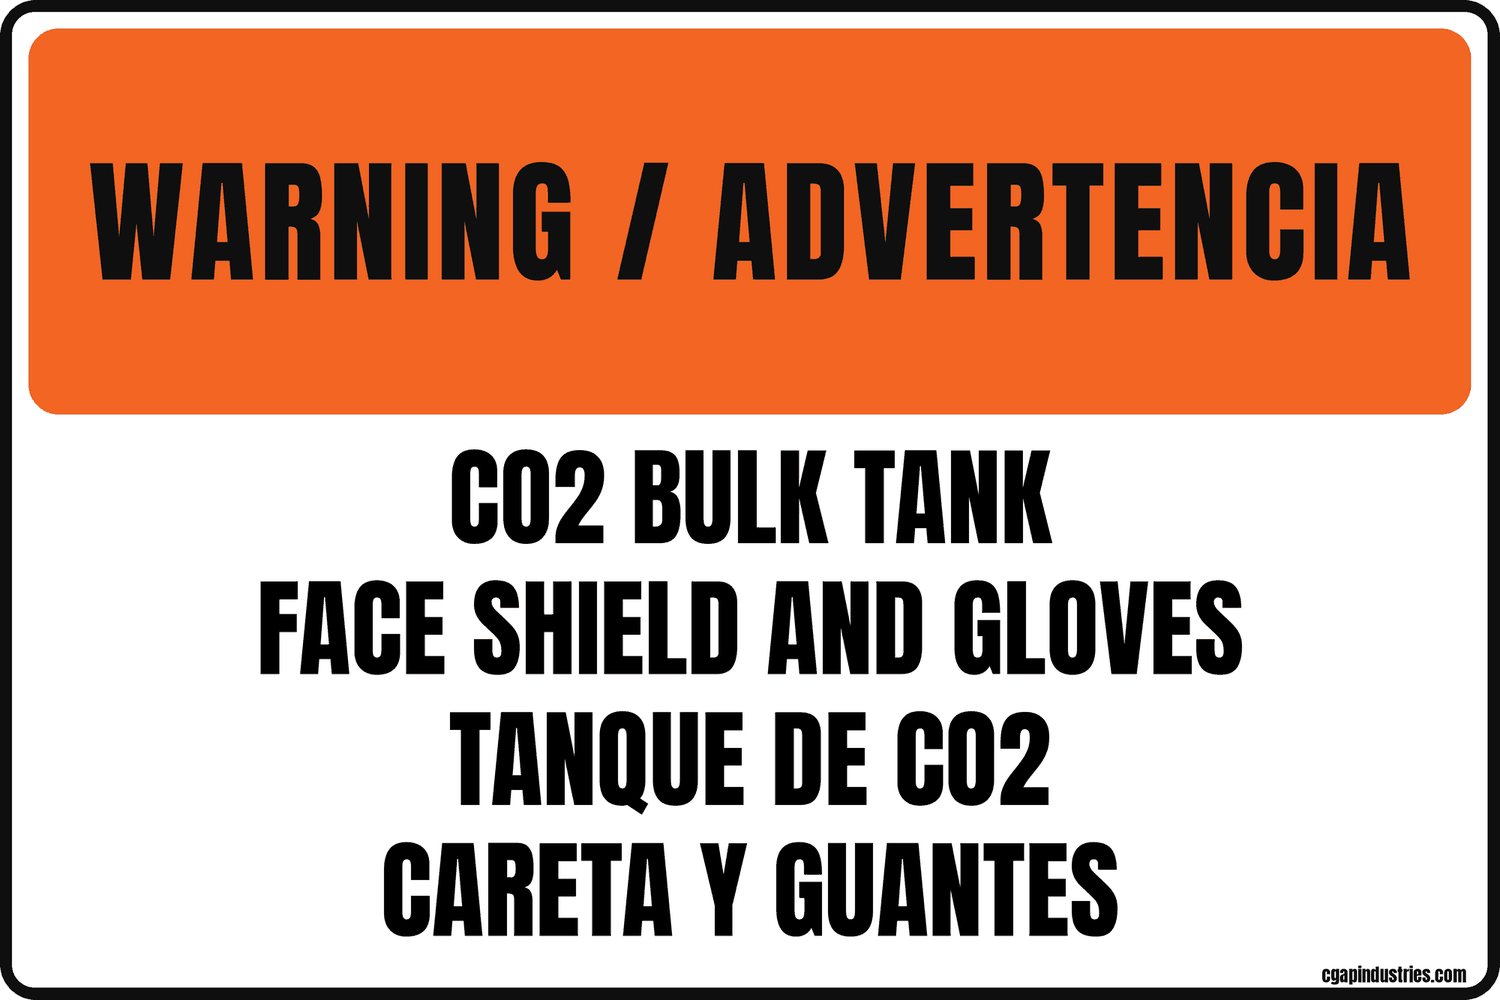 WARNING / ADVERTENCIA
CO2 BULK TANK
FACE SHIELD AND GLOVES
TANQUE DE CO2
CARETA Y GUANTES
cgapindustries.com